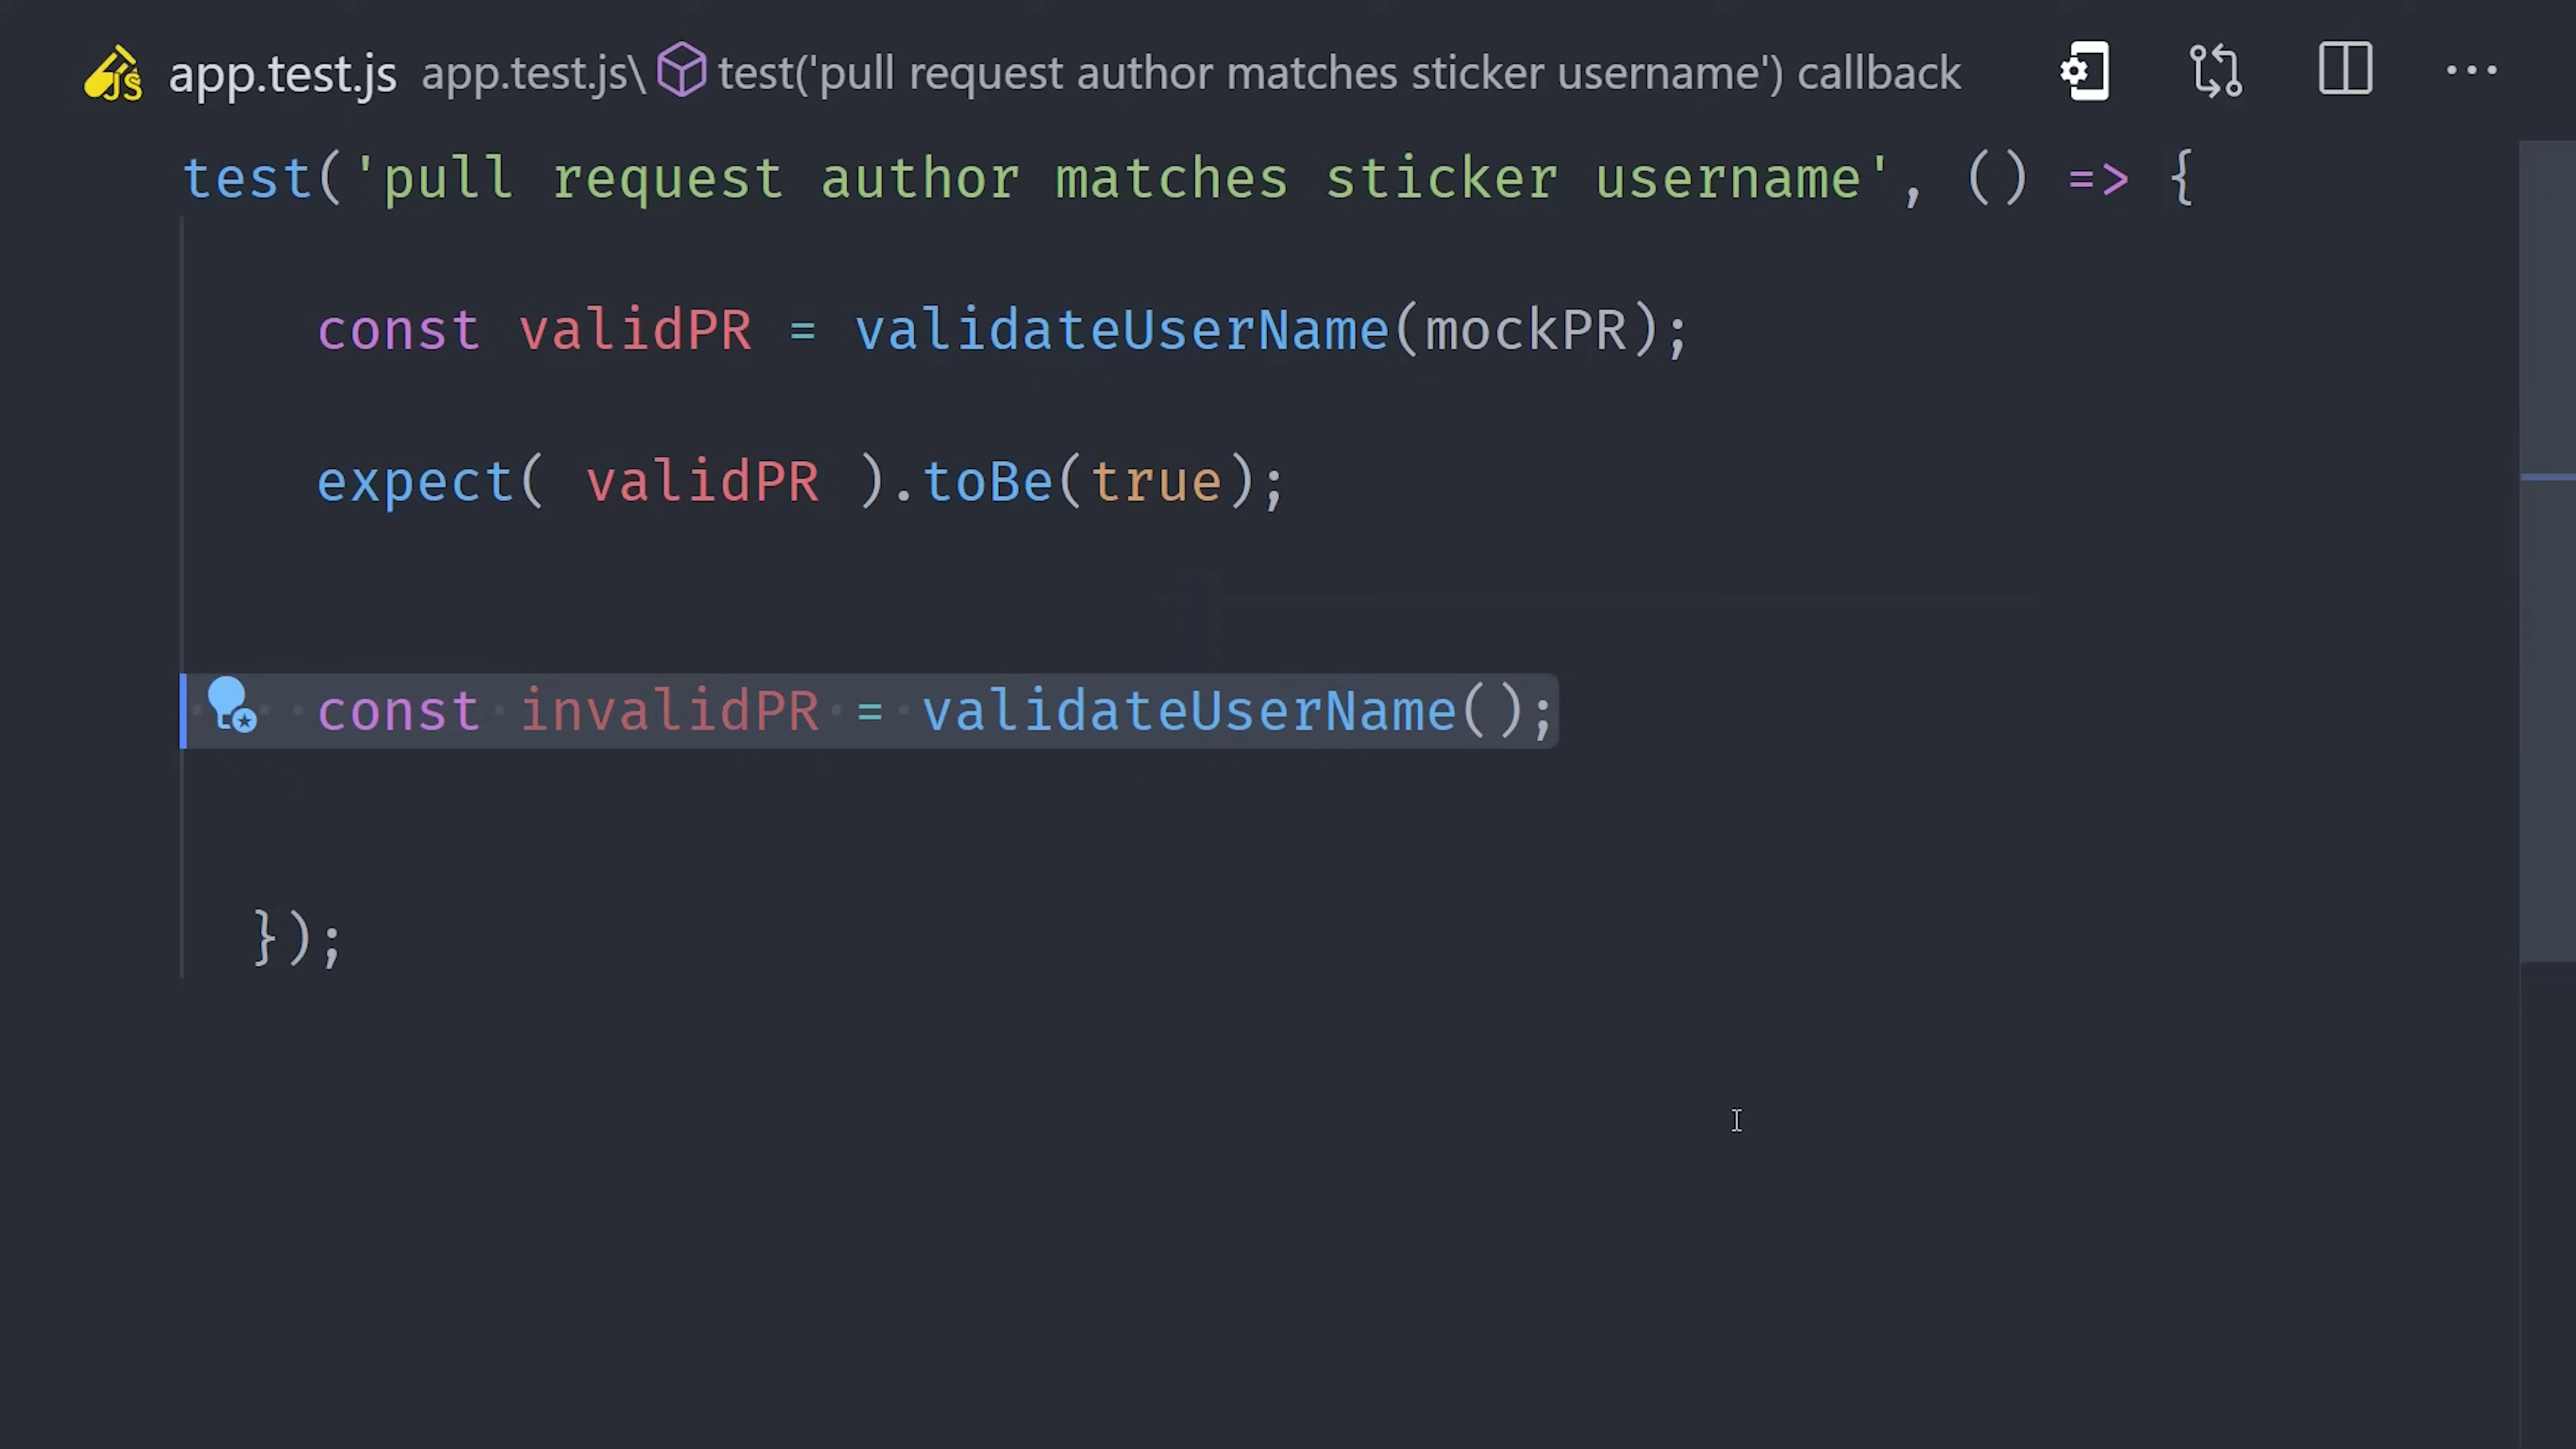 app.test.js app.test.js\ test('pull request author matches sticker username') callback
test('pull request author matches sticker username', () => {
const validPR = validateUserName(mockPR);
expect( validPR ).toBe(true);
const invalidPR = validateUserName();
});